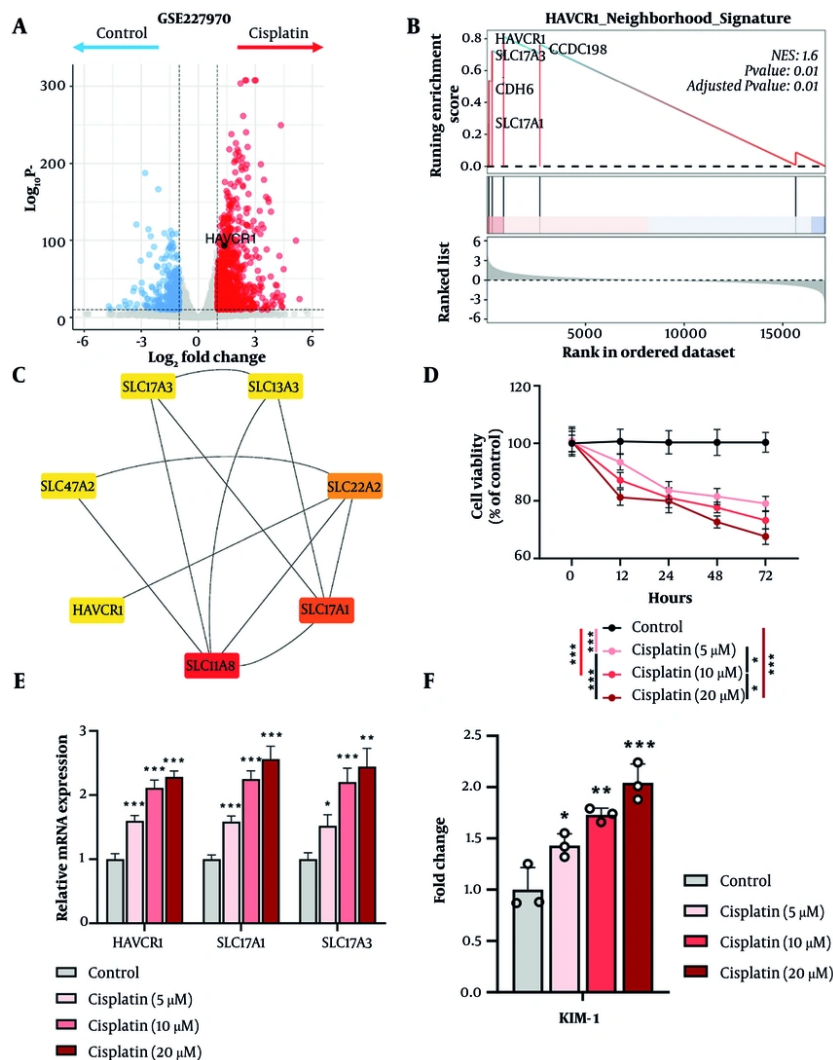 A
GSE227970
Control
Cisplatin
Log10 P-
300
200
100
0
HAVCR1
-6
-3
0
3
6
Log2 fold change
B
HAVCR1_Neighborhood_Signature
Runing enrichment
score
0.8
0.6
0.4
0.2
0.0
HAVCR1
SLC17A3
CCDC198
CDH6
SLC17A1
NES: 1.6
Pvalue: 0.01
Adjusted Pvalue: 0.01
Ranked list
6
3
0
-3
-6
5000
10000
15000
Rank in ordered dataset
C
SLC17A3
SLC13A3
SLC47A2
SLC22A2
HAVCR1
SLC17A1
SLC11A8
D
Cell viablity
(% of control)
120
100
80
60
0
12
24
48
72
Hours
Control
Cisplatin (5 µM)
Cisplatin (10 µM)
Cisplatin (20 µM)
***
***
***
*
*
***
E
Relative mRNA expression
3
2
1
0
***
***
***
***
***
***
*
***
**
HAVCR1
SLC17A1
SLC17A3
Control
Cisplatin (5 µM)
Cisplatin (10 µM)
Cisplatin (20 µM)
F
Fold change
2.5
2.0
1.5
1.0
0.5
0.0
*
**
***
KIM-1
Control
Cisplatin (5 µM)
Cisplatin (10 µM)
Cisplatin (20 µM)